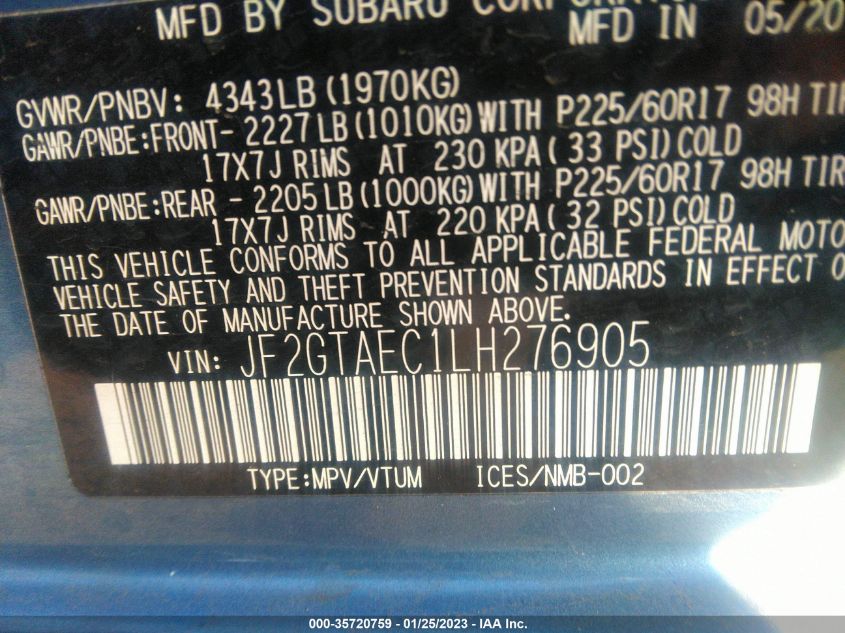 MFD BY SUBARU
MFD IN 05/20
GVWR/PNBV: 4343LB (1970KG)
GAWR/PNBE:FRONT- 2227 LB (1010KG) WITH P225/60R17 98H
17X7J RIMS AT 230 KPA ( 33 PSI) COLD
GAWR/PNBE:REAR - 2205 LB (1000KG) WITH P225/60R17 98H
17X7J RIMS AT 220 KPA ( 32 PSI) COLD
THIS VEHICLE CONFORMS TO ALL APPLICABLE FEDERAL
VEHICLE SAFETY AND THEFT PREVENTION STANDARDS IN EFFECT
THE DATE OF MANUFACTURE SHOWN ABOVE.
VIN: JF2GTAEC1LH276905
TYPE:MPV/VTUM ICES/NMB-002
000-35720759 — 01/25/2023 — IAA Inc.